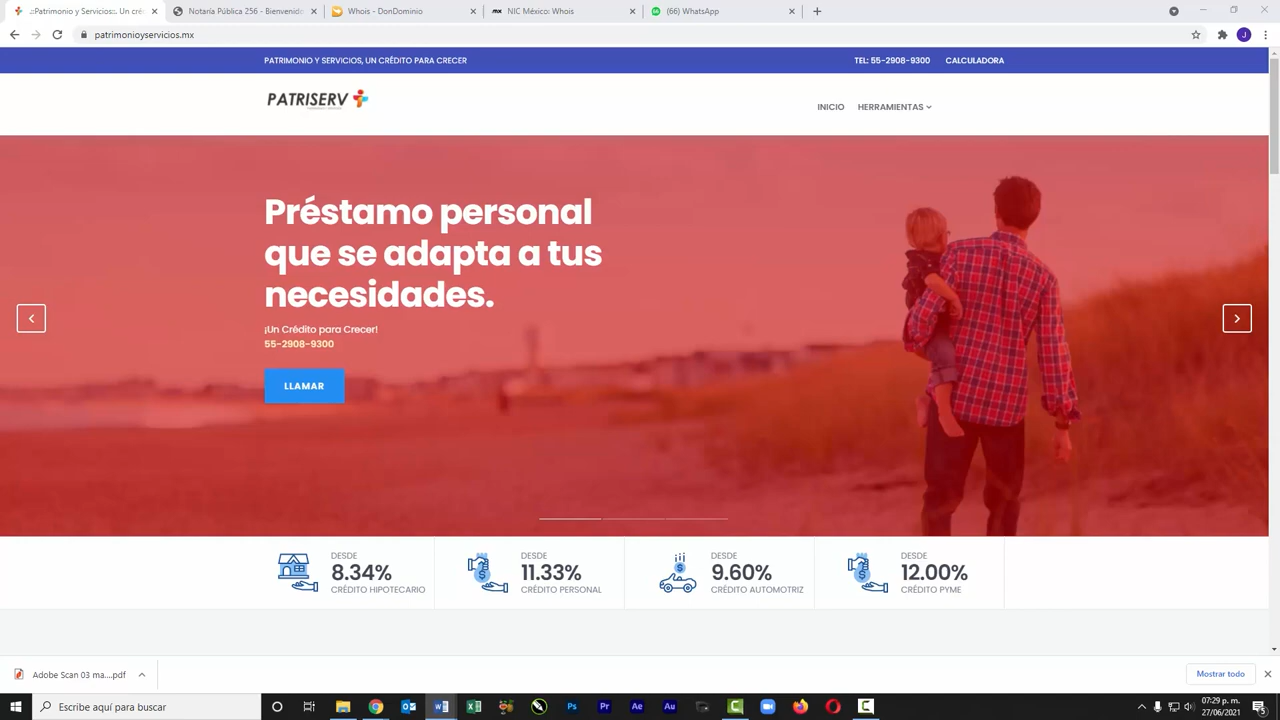 .::Patrimonio y Servicios:.. Un cré
Notaría Pública 256 - Bienvenido
Whois - DonDominio
NIC México: Whois
(66) WhatsApp
patrimonioyservicios.mx
J
PATRIMONIO Y SERVICIOS, UN CRÉDITO PARA CRECER
TEL: 55-2908-9300
CALCULADORA
PATRISERV
INICIO
HERRAMIENTAS
Préstamo personal
que se adapta a tus
necesidades.
¡Un Crédito para Crecer!
55-2908-9300
LLAMAR
DESDE
8.34%
CRÉDITO HIPOTECARIO
DESDE
11.33%
CRÉDITO PERSONAL
DESDE
9.60%
CRÉDITO AUTOMOTRIZ
DESDE
12.00%
CRÉDITO PYME
Adobe Scan 03 ma....pdf
Mostrar todo
Escribe aquí para buscar
07:29 p. m.
27/06/2021